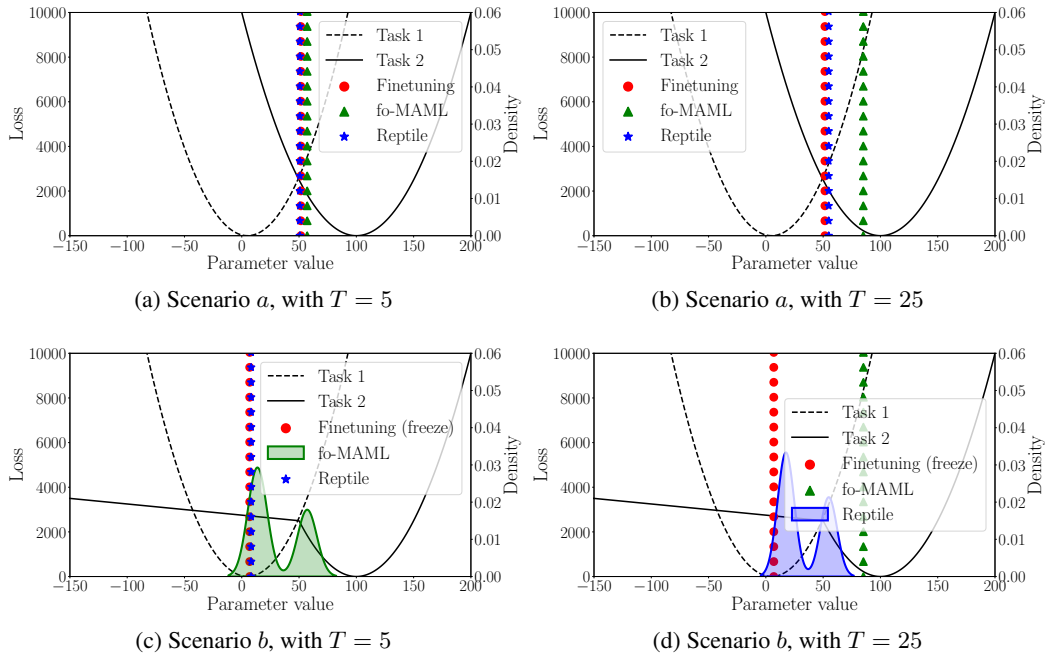 10000
8000
6000
4000
2000
0
Loss
−150 −100 −50 0 50 100 150 200
Parameter value
0.06
0.05
0.04
0.03
0.02
0.01
0.00
Density
Task 1
Task 2
Finetuning
fo-MAML
Reptile
(a) Scenario a, with T = 5
10000
8000
6000
4000
2000
0
Loss
−150 −100 −50 0 50 100 150 200
Parameter value
0.06
0.05
0.04
0.03
0.02
0.01
0.00
Density
Task 1
Task 2
Finetuning
fo-MAML
Reptile
(b) Scenario a, with T = 25
10000
8000
6000
4000
2000
0
Loss
−150 −100 −50 0 50 100 150 200
Parameter value
0.06
0.05
0.04
0.03
0.02
0.01
0.00
Density
Task 1
Task 2
Finetuning (freeze)
fo-MAML
Reptile
(c) Scenario b, with T = 5
10000
8000
6000
4000
2000
0
Loss
−150 −100 −50 0 50 100 150 200
Parameter value
0.06
0.05
0.04
0.03
0.02
0.01
0.00
Density
Task 1
Task 2
Finetuning (freeze)
fo-MAML
Reptile
(d) Scenario b, with T = 25